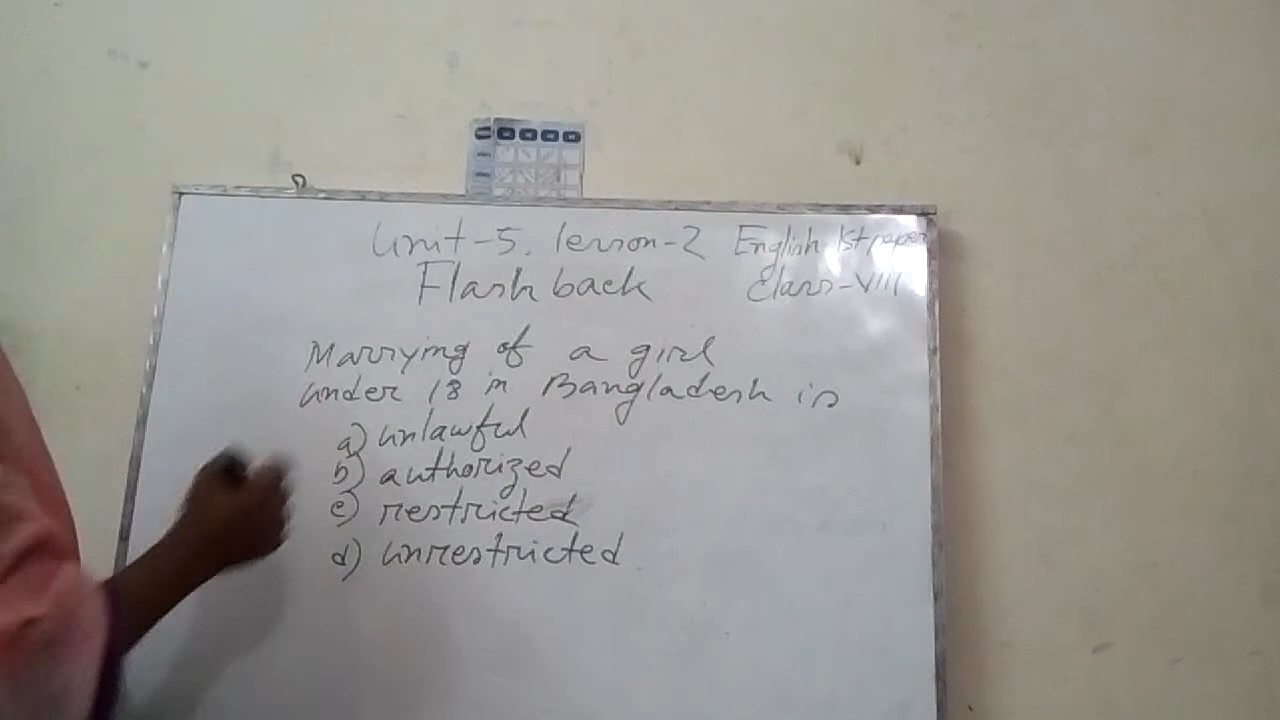 Unit-5, lesson-2 English 1st paper
Flash back Class-VIII
Marrying of a girl
under 18 in Bangladesh is
a) unlawful
b) authorized
c) restricted
d) unrestricted